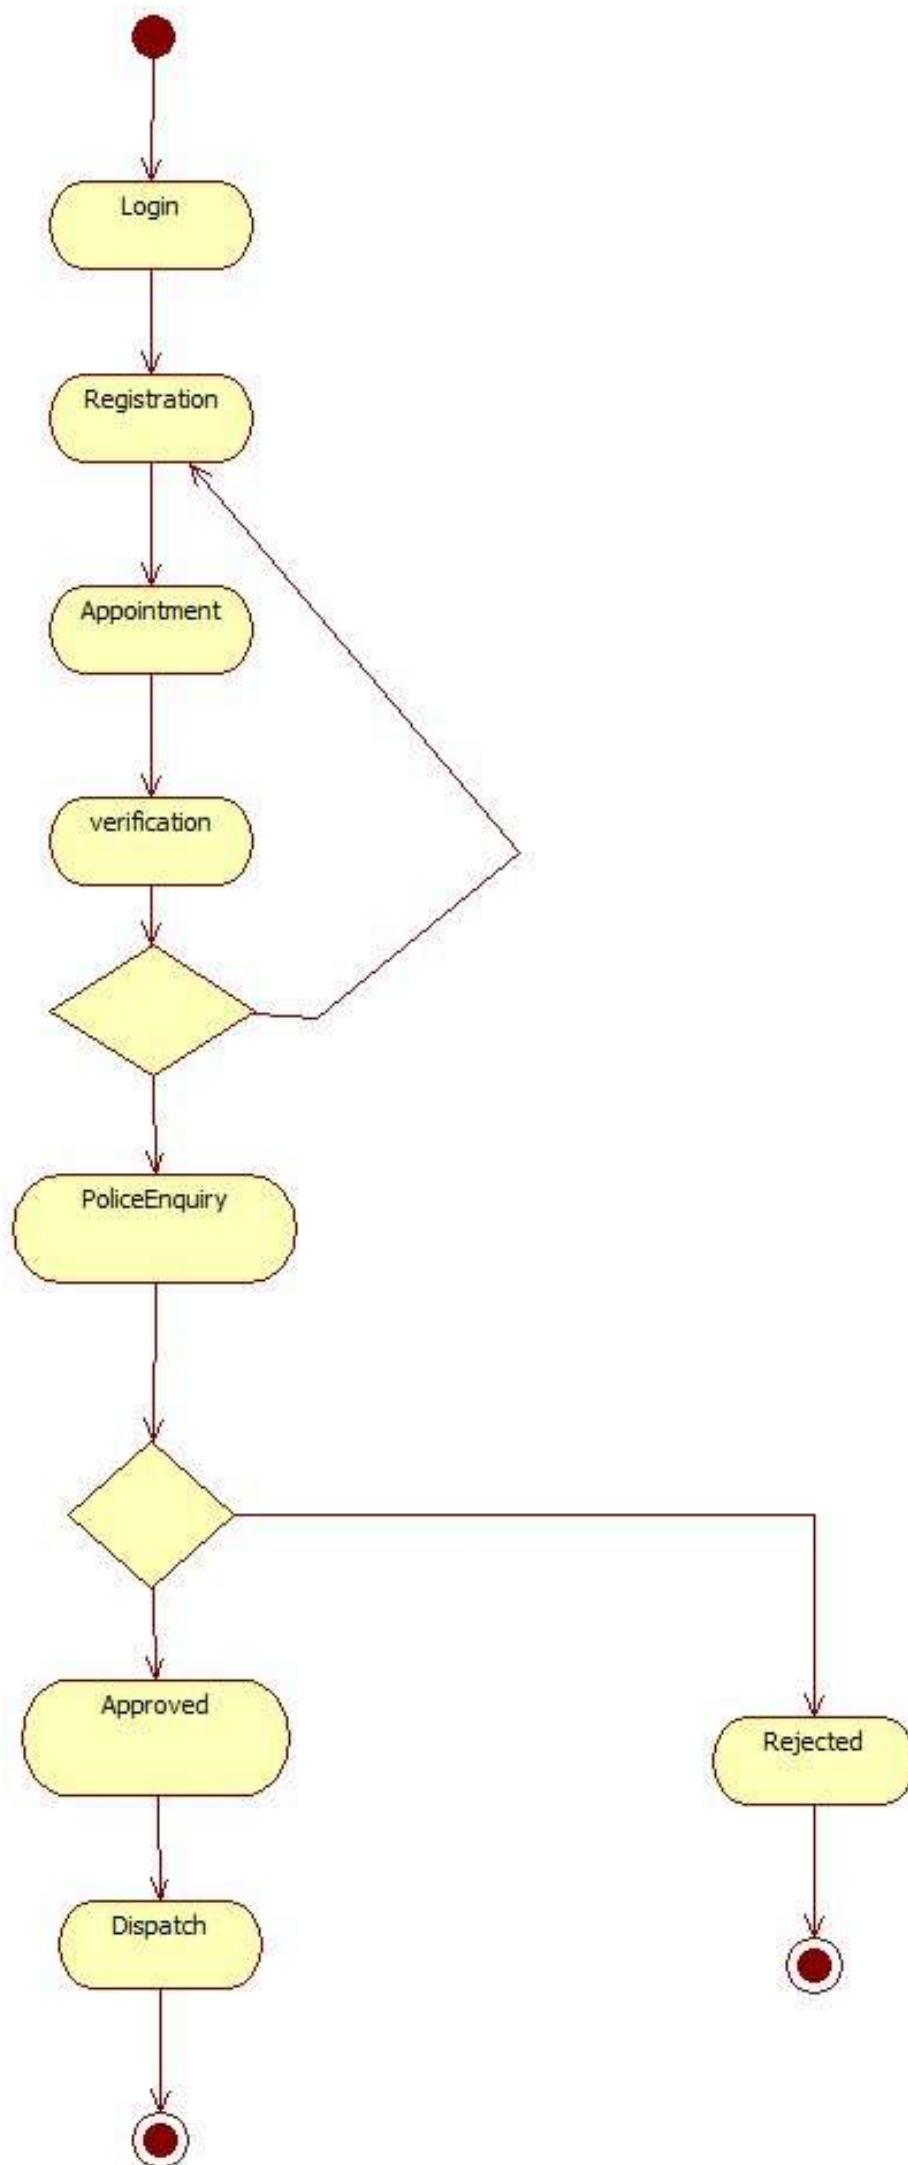 Login
Registration
Appointment
verification
PoliceEnquiry
Approved
Rejected
Dispatch